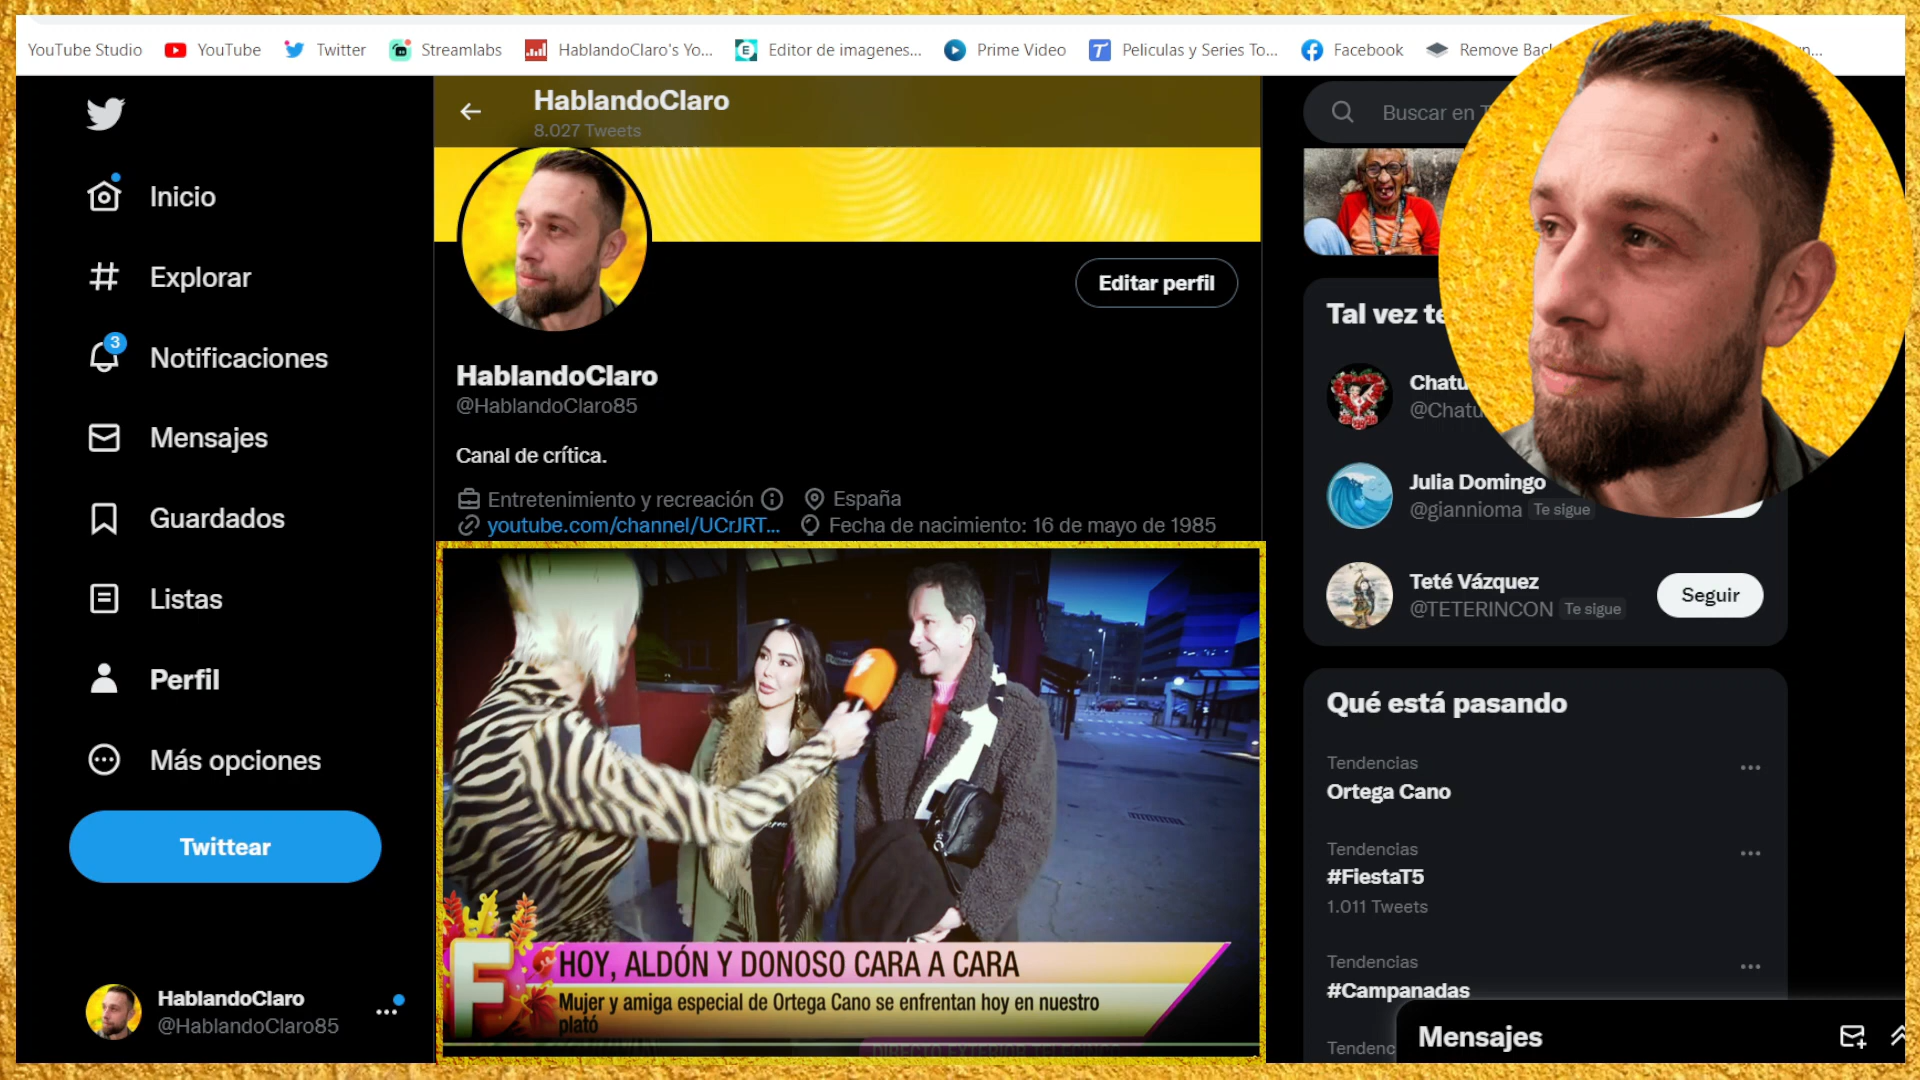 YouTube Studio
YouTube
Twitter
Streamlabs
HablandoClaro's Yo...
Editor de imagenes...
Prime Video
Peliculas y Series To...
Facebook
Remove
HablandoClaro
8.027 Tweets
Buscar en
Inicio
Explorar
3
Notificaciones
Mensajes
Guardados
Listas
Perfil
Más opciones
Twittear
HablandoClaro
@HablandoClaro85
Editar perfil
HablandoClaro
@HablandoClaro85
Canal de crítica.
Entretenimiento y recreación
España
youtube.com/channel/UCrJRT...
Fecha de nacimiento: 16 de mayo de 1985
F
HOY, ALDÓN Y DONOSO CARA A CARA
Mujer y amiga especial de Ortega Cano se enfrentan hoy en nuestro
plató
DIRECTO EXTERIOR
Tal vez
Julia Domingo
@giannioma Te sigue
Teté Vázquez
@TETERINCON Te sigue
Seguir
Qué está pasando
Tendencias
Ortega Cano
Tendencias
#FiestaT5
1.011 Tweets
Tendencias
#Campanadas
Mensajes